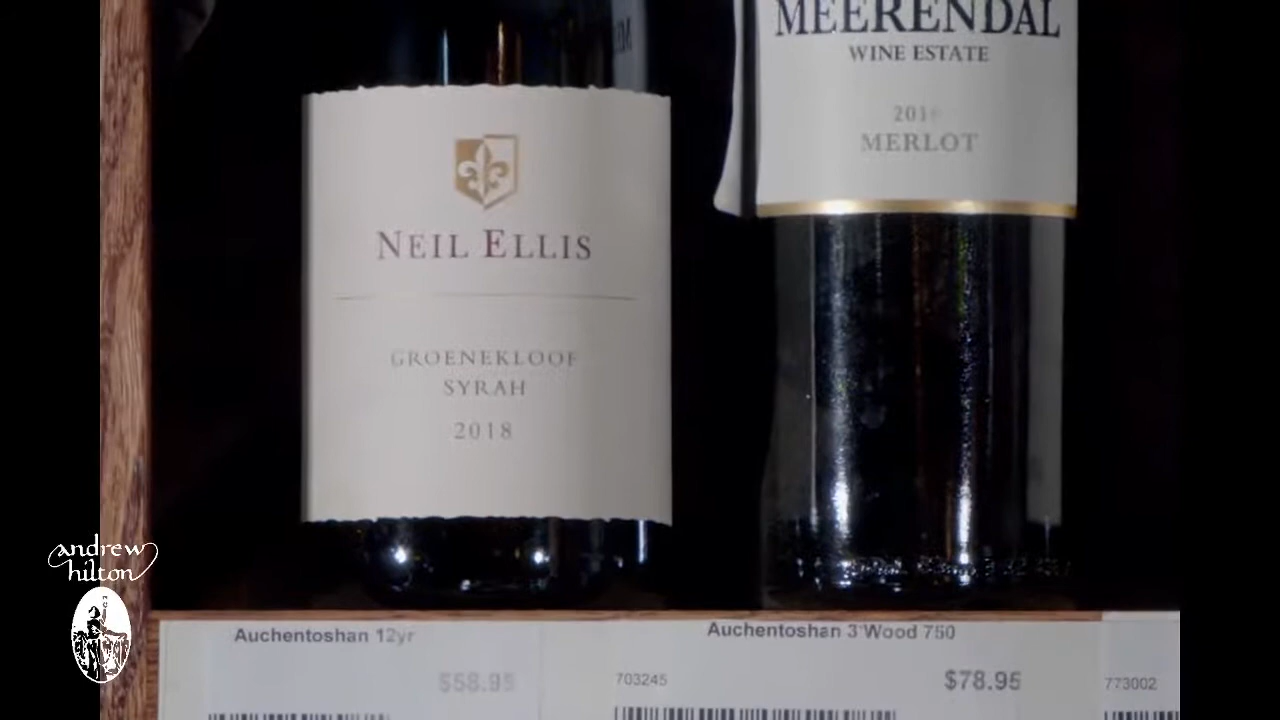 NEIL ELLIS
GROENEKLOOF
SYRAH
2018
MEERENDAL
WINE ESTATE
MERLOT
andrew
hilton
Auchentoshan 12yr
$58.95
Auchentoshan 3'Wood 750
703245
$78.95
773002